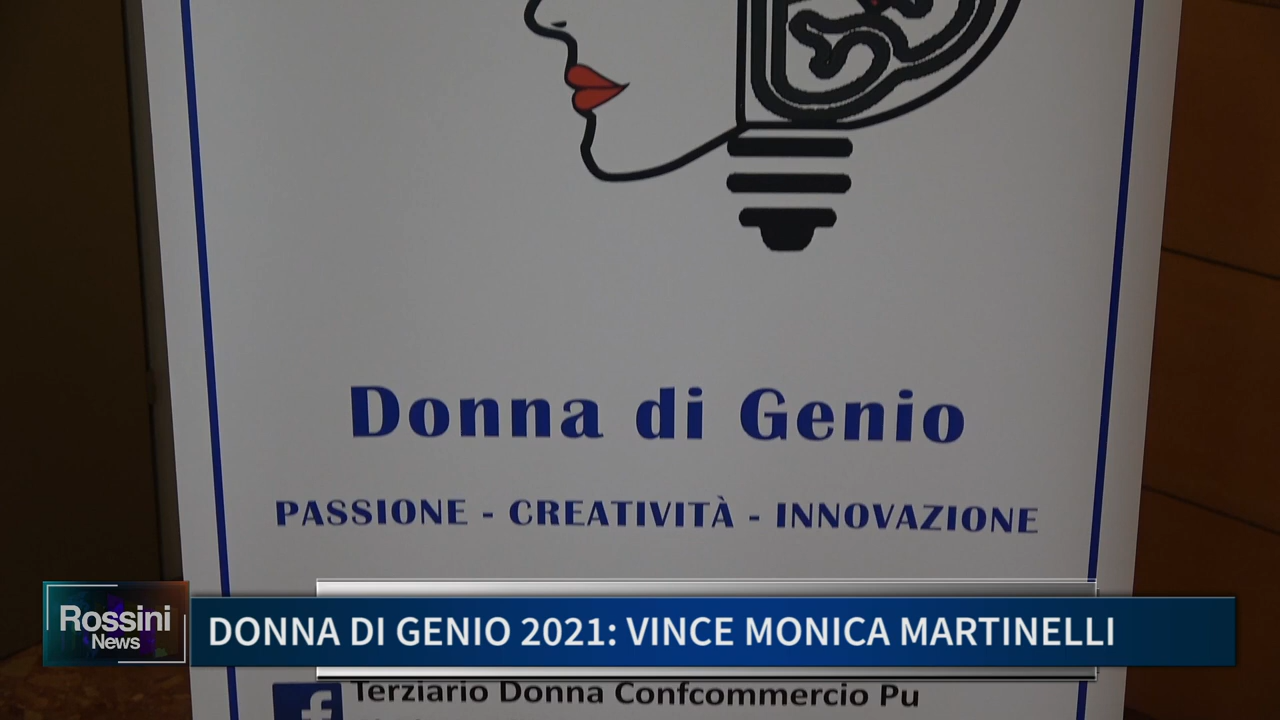 Donna di Genio
PASSIONE - CREATIVITÀ - INNOVAZIONE
Rossini
News
DONNA DI GENIO 2021: VINCE MONICA MARTINELLI
f
Terziario Donna Confcommercio Pu